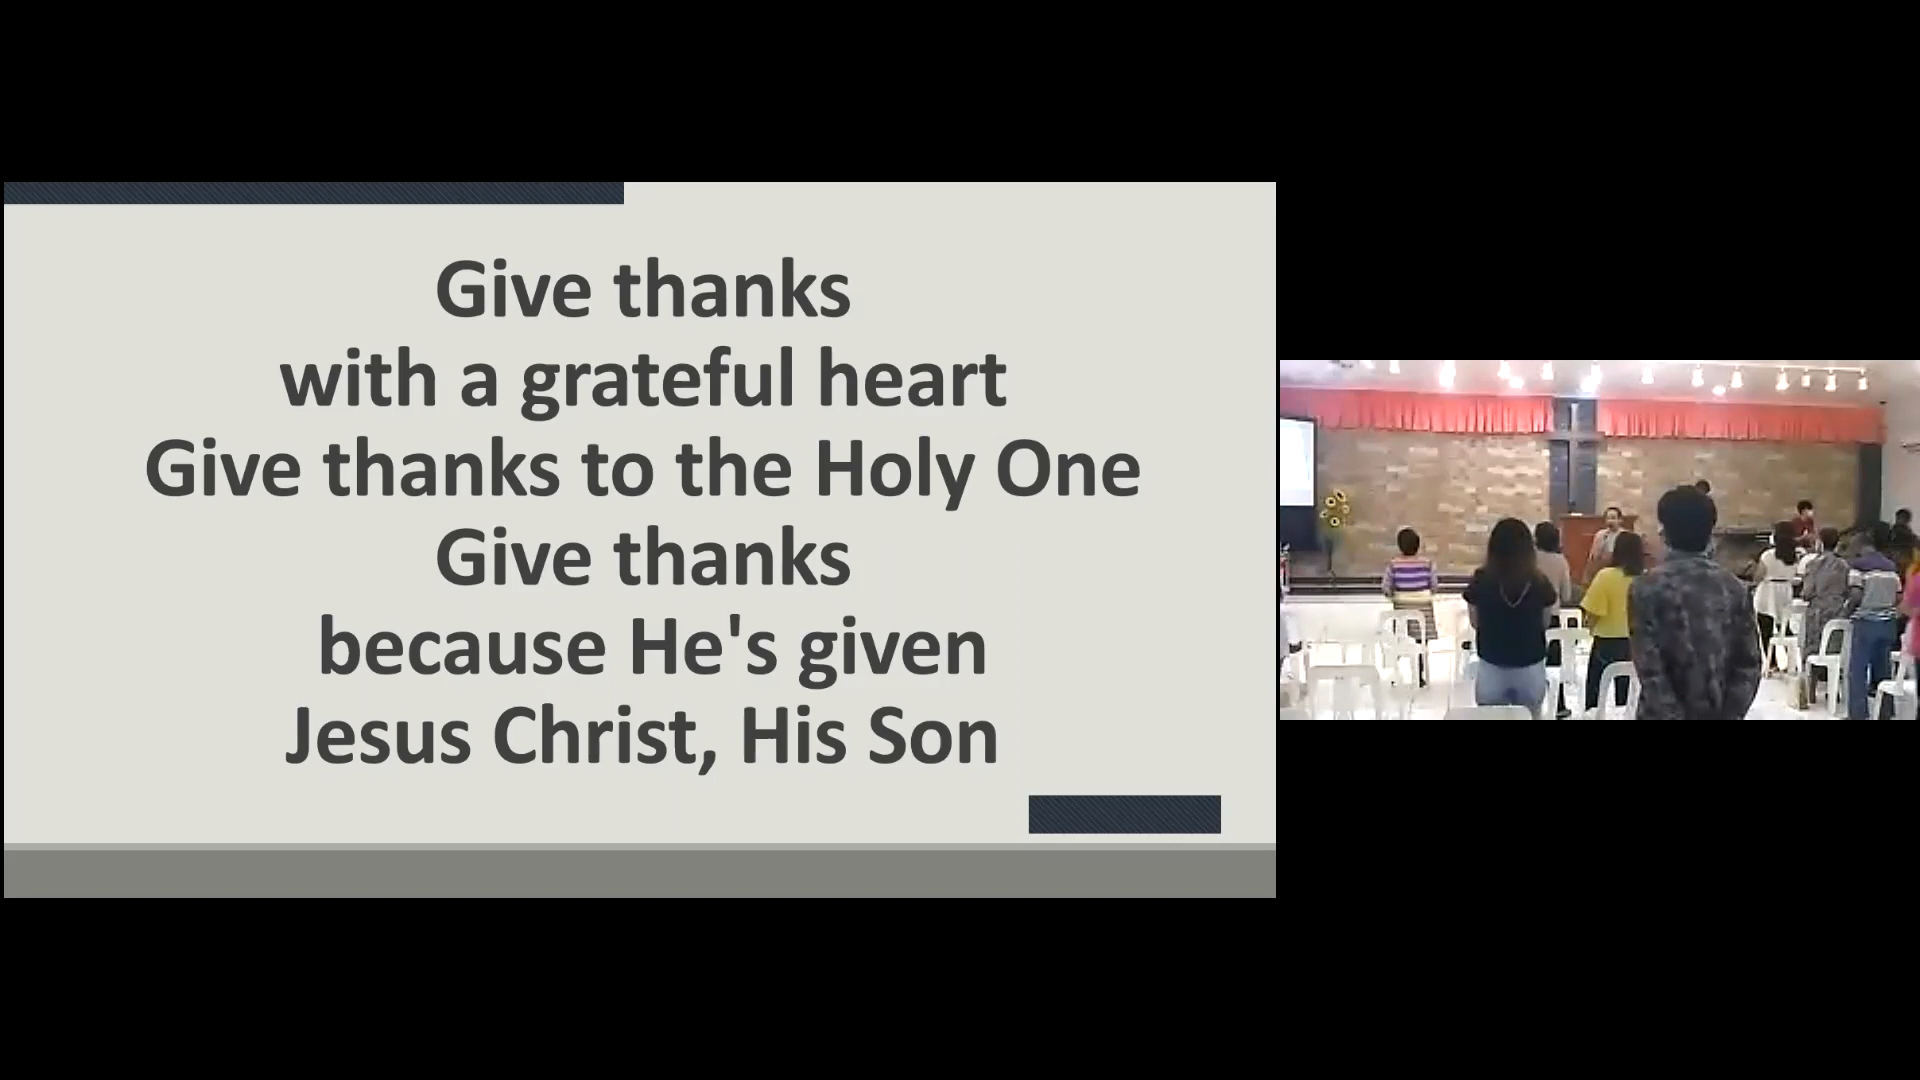 Give thanks
with a grateful heart
Give thanks to the Holy One
Give thanks
because He's given
Jesus Christ, His Son